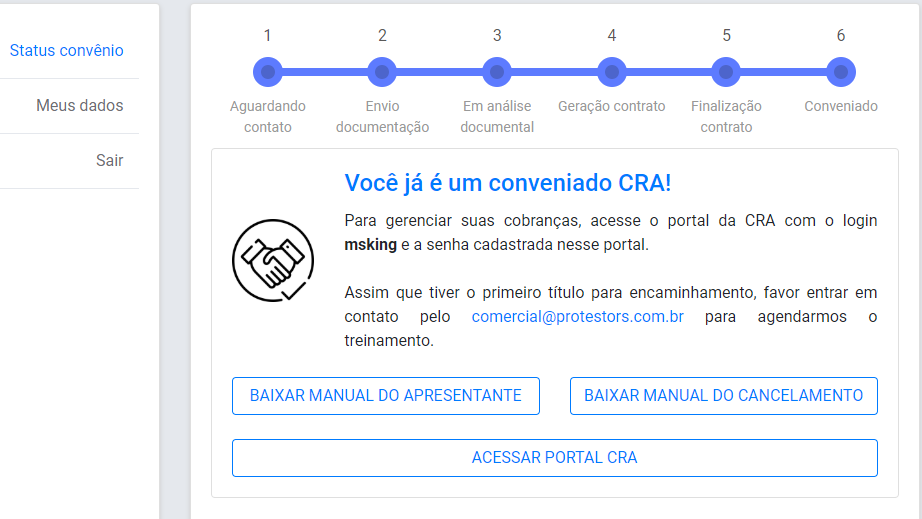 Status convênio
Meus dados
Sair
1 2 3 4 5 6
Aguardando contato
Envio documentação
Em análise documental
Geração contrato
Finalização contrato
Conveniado
Você já é um conveniado CRA!
Para gerenciar suas cobranças, acesse o portal da CRA com o login
msking e a senha cadastrada nesse portal.
Assim que tiver o primeiro título para encaminhamento, favor entrar em
contato pelo comercial@protestors.com.br para agendarmos o
treinamento.
BAIXAR MANUAL DO APRESENTANTE
BAIXAR MANUAL DO CANCELAMENTO
ACESSAR PORTAL CRA